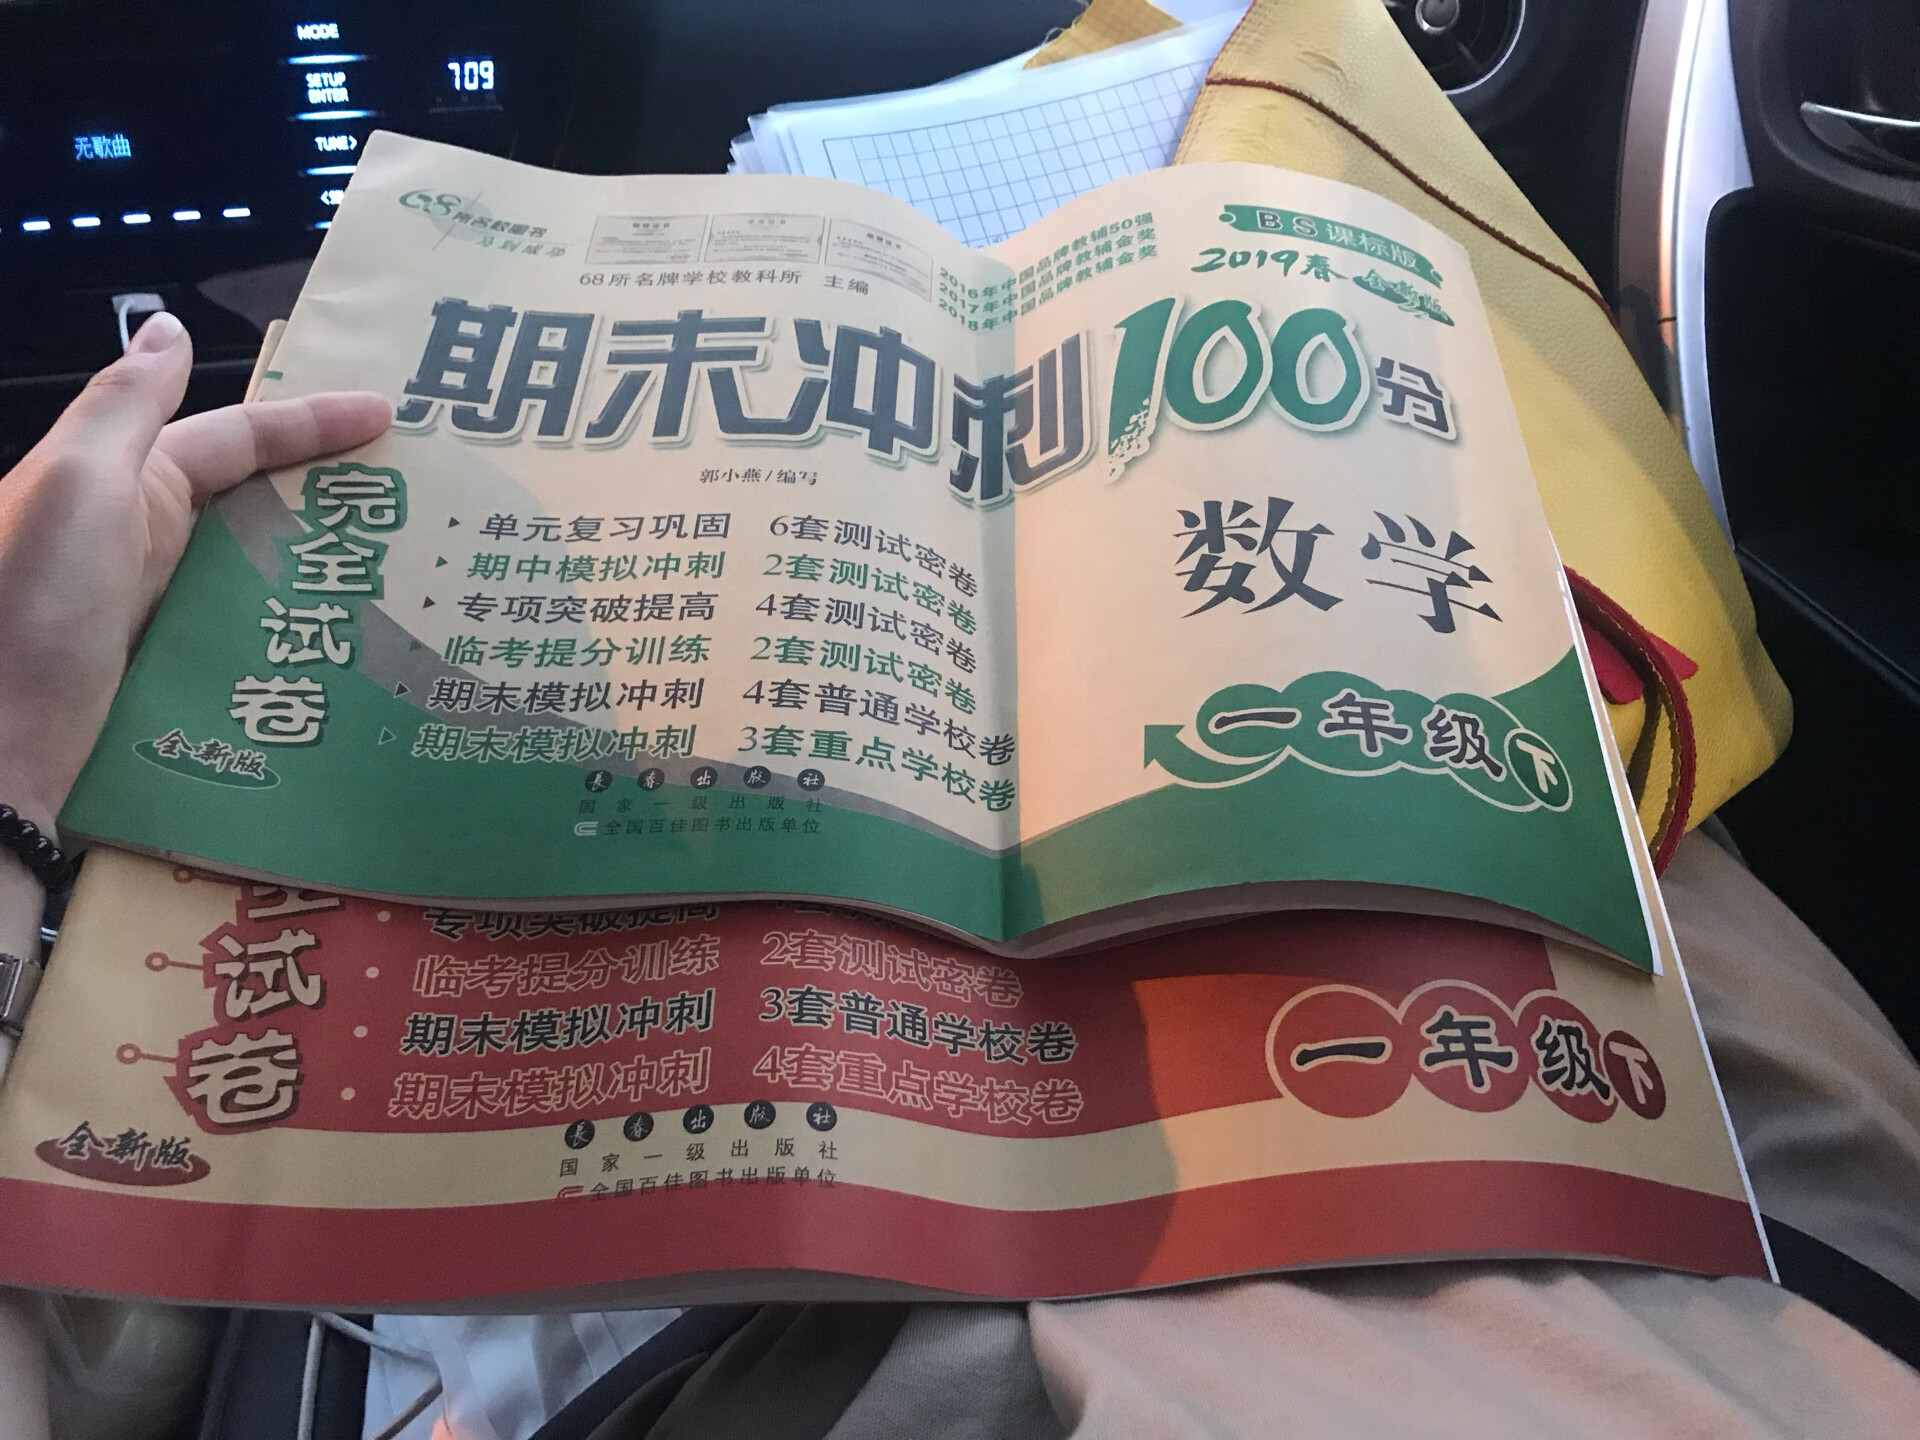 MODE
SETUP
ENTER
709
TUNE>
无歌曲
68所名校图书
马到成功
68所名牌学校教科所 主编
2016年中国品牌教辅50强
2017年中国品牌教辅金奖
2018年中国品牌教辅金奖
BS课标版
2019春 全新版
期末冲刺100分
郭小燕/编写
数学
完全试卷
全新版
单元复习巩固 6套测试密卷
期中模拟冲刺 2套测试密卷
专项突破提高 4套测试密卷
临考提分训练 2套测试密卷
期末模拟冲刺 4套普通学校卷
期末模拟冲刺 3套重点学校卷
一年级下
長春出版社
国家一级出版社
全国百佳图书出版单位
全试卷
全新版
专项突破提高
临考提分训练 2套测试密卷
期末模拟冲刺 3套普通学校卷
期末模拟冲刺 4套重点学校卷
一年级下
長春出版社
国家一级出版社
全国百佳图书出版单位